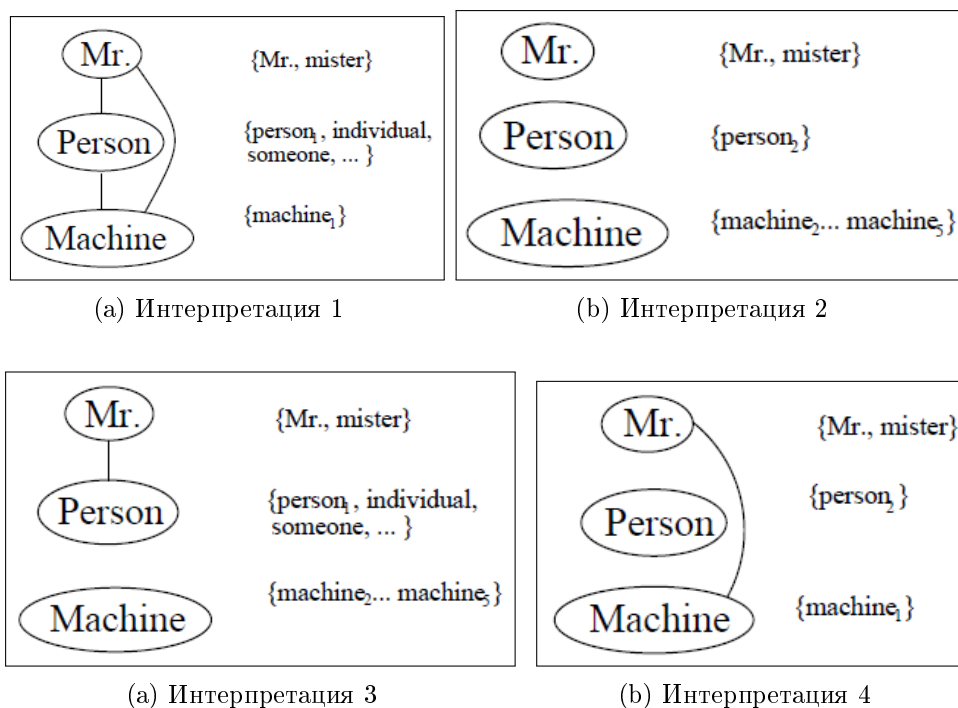 Mr.
{Mr., mister}
Person
{person₁, individual,
someone, ... }
Machine
{machine₁}
(a) Интерпретация 1
Mr.
{Mr., mister}
Person
{person₂}
Machine
{machine₂... machine₅}
(b) Интерпретация 2
Mr.
{Mr., mister}
Person
{person₁, individual,
someone, ... }
Machine
{machine₂... machine₅}
(a) Интерпретация 3
Mr.
{Mr., mister}
Person
{person₂}
Machine
{machine₁}
(b) Интерпретация 4